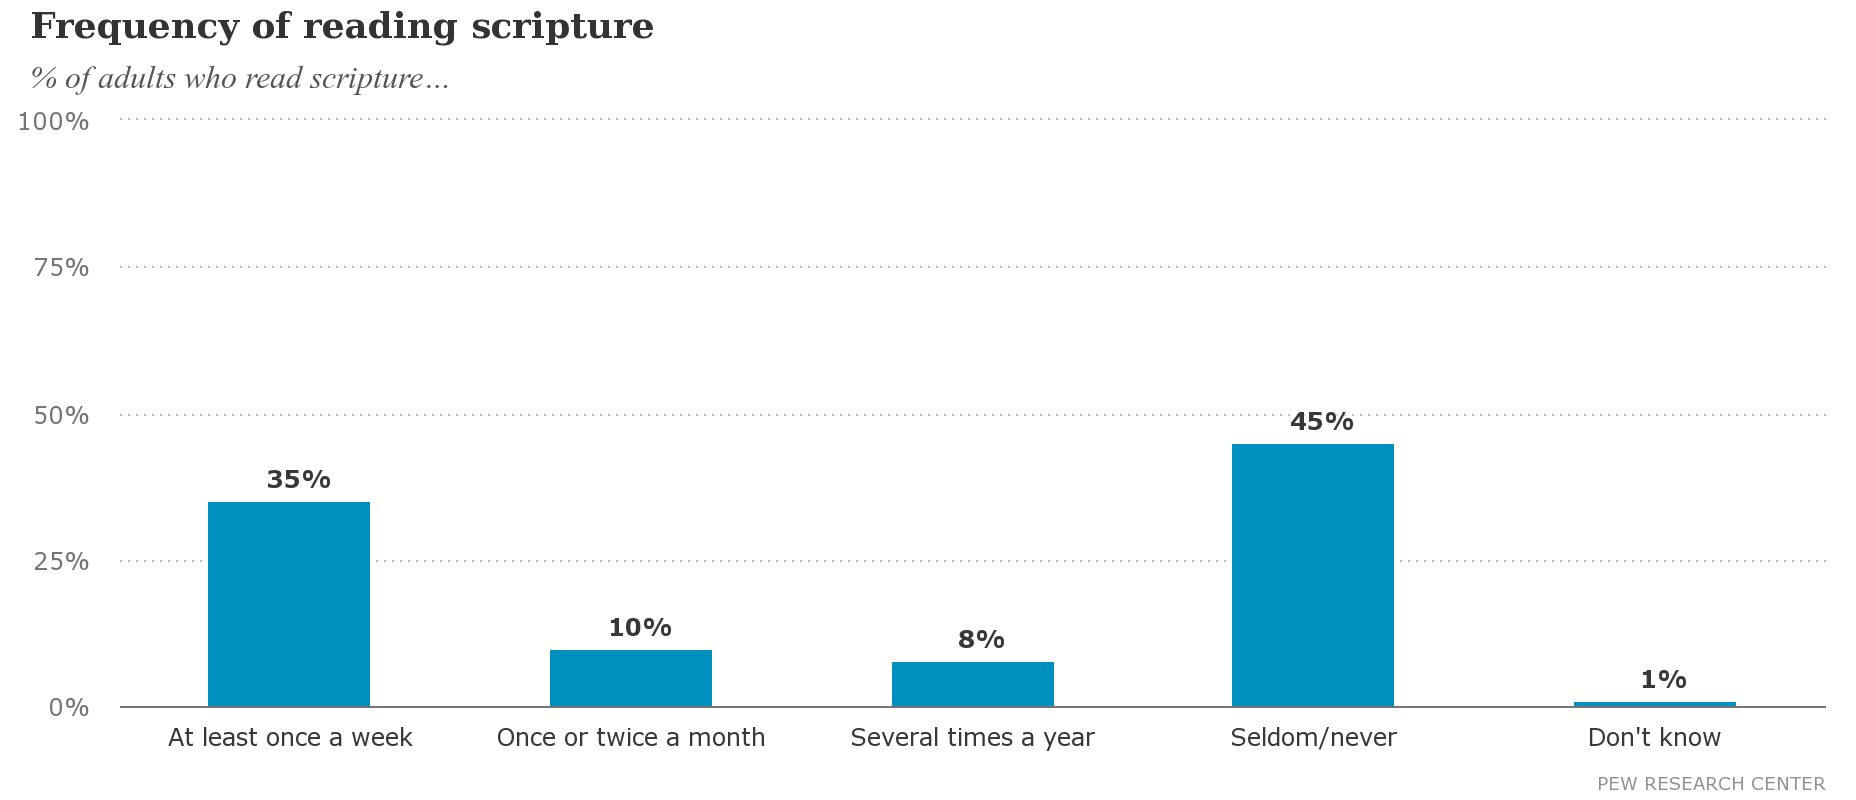 Frequency of reading scripture
% of adults who read scripture…
100%
75%
50%
25%
0%
35%
10%
8%
45%
1%
At least once a week
Once or twice a month
Several times a year
Seldom/never
Don't know
PEW RESEARCH CENTER